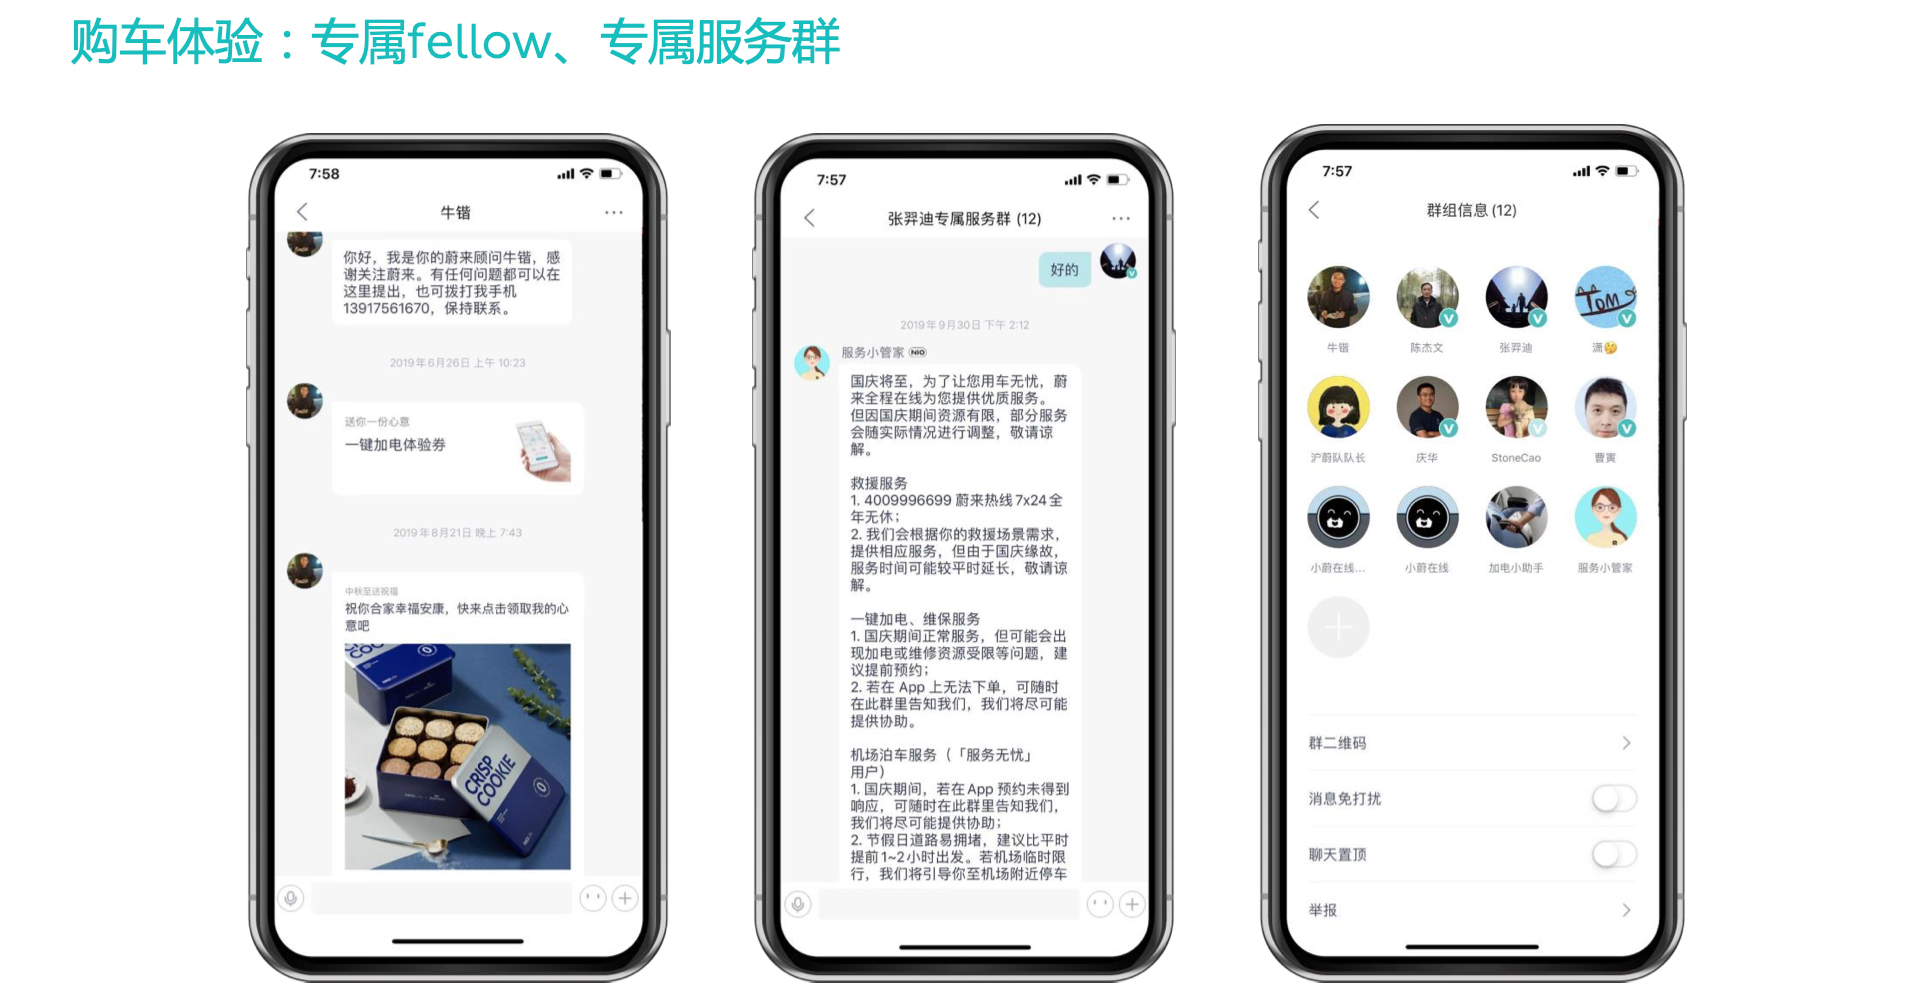 购车体验：专属fellow、专属服务群
7:58
牛锴
你好，我是你的蔚来顾问牛锴，感
谢关注蔚来。有任何问题都可以在
这里提出，也可拨打我手机
13917561670，保持联系。
2019年6月26日 上午 10:23
送你一份心意
一键加电体验券
2019年8月21日 晚上 7:43
中秋至送祝福
祝你合家幸福安康，快来点击领取我的心
意吧
CRISP
COOKIE
7:57
张羿迪专属服务群 (12)
好的
2019年9月30日 下午 2:12
服务小管家 NIO
国庆将至，为了让您用车无忧，蔚
来全程在线为您提供优质服务。
但因国庆期间资源有限，部分服务
会随实际情况进行调整，敬请谅
解。
救援服务
1. 4009996699 蔚来热线 7x24 全
年无休；
2. 我们会根据你的救援场景需求，
提供相应服务，但由于国庆缘故，
服务时间可能较平时延长，敬请谅
解。
一键加电、维保服务
1. 国庆期间正常服务，但可能会出
现加电或维修资源受限等问题，建
议提前预约；
2. 若在 App 上无法下单，可随时
在此群里告知我们，我们将尽可能
提供协助。
机场泊车服务（「服务无忧」
用户）
1. 国庆期间，若在 App 预约未得到
响应，可随时在此群里告知我们，
我们将尽可能提供协助；
2. 节假日道路易拥堵，建议比平时
提前 1~2 小时出发。若机场临时限
行，我们将引导你至机场附近停车
7:57
群组信息 (12)
TOM
牛锴
陈杰文
张羿迪
潇🤔
沪蔚队队长
庆华
StoneCao
曹寅
小蔚在线...
小蔚在线
加电小助手
服务小管家
群二维码
消息免打扰
聊天置顶
举报